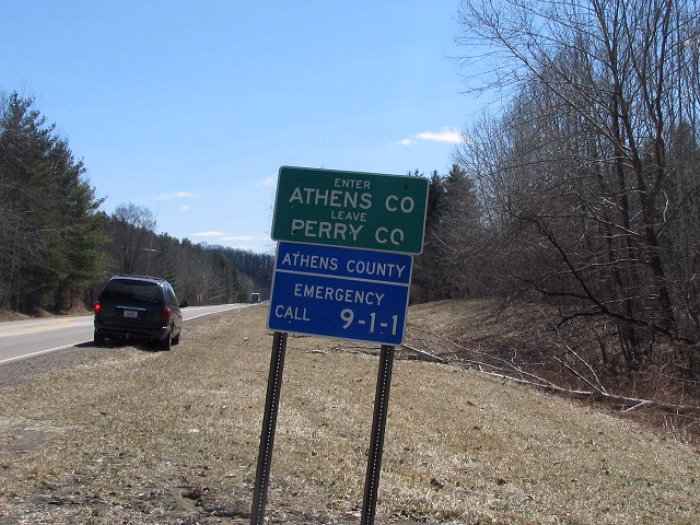 ENTER
ATHENS CO
LEAVE
PERRY CO
ATHENS COUNTY
EMERGENCY
CALL 9-1-1